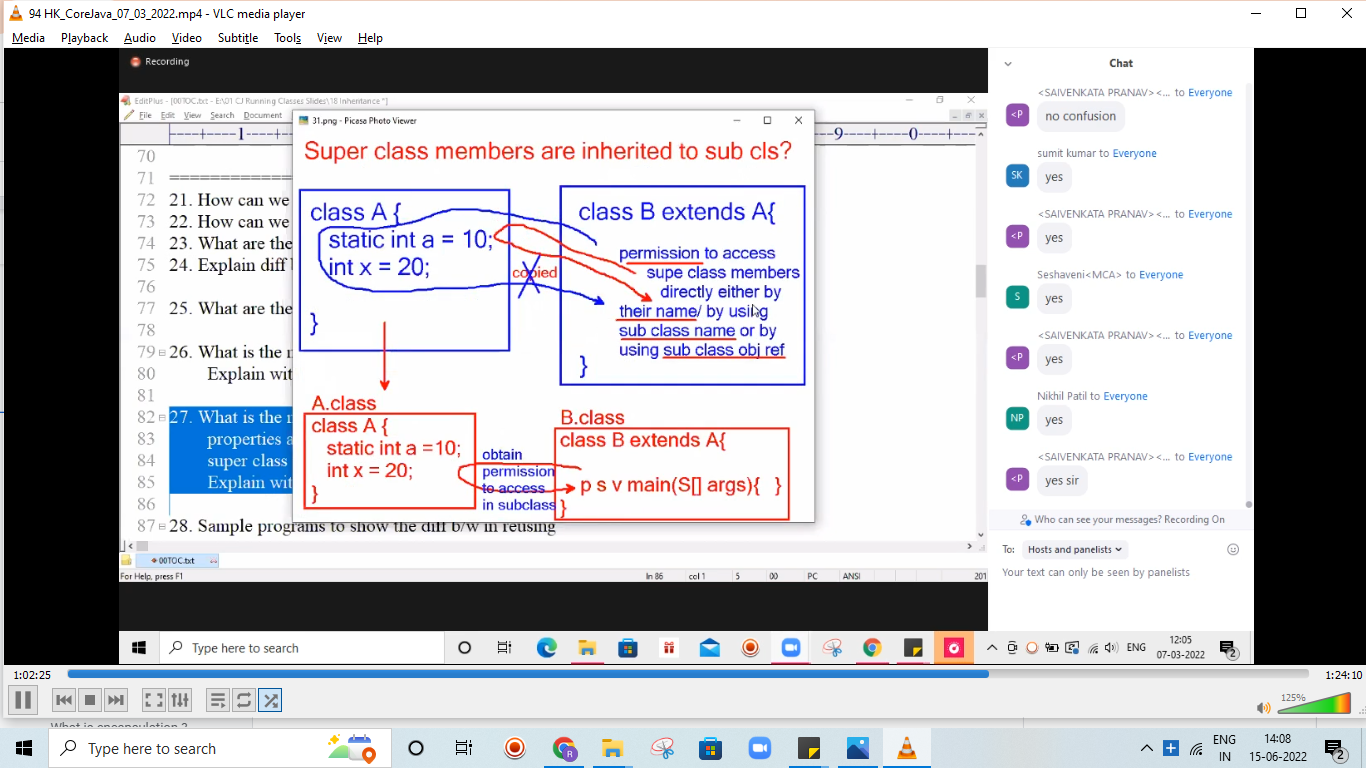 94 HK_CoreJava_07_03_2022.mp4 - VLC media player
Media Playback Audio Video Subtitle Tools View Help
Recording
EditPlus - [00TOC.txt - E:\01 CJ Running Classes Slides\18 Inheritance *]
File Edit View Search Document
31.png - Picasa Photo Viewer
----+----1----+ 9----+----0----+----
70
71 =============
72 21. How can we
73 22. How can we
74 23. What are the
75 24. Explain diff b
76
77 25. What are the
78
79 26. What is the
80 Explain wit
81
82 27. What is the
83 properties a
84 super class
85 Explain wit
86
87 28. Sample programs to show the diff b/w in reusing
Super class members are inherited to sub cls?
class A {
static int a = 10;
int x = 20;
}
copied
class B extends A{
permission to access
supe class members
directly either by
their name/ by using
sub class name or by
using sub class obj ref
}
A.class
class A {
static int a =10;
int x = 20;
}
obtain
permission
to access
in subclass
B.class
class B extends A{
p s v main(S[] args){ }
}
00TOC.txt
For Help, press F1 ln 86 col 1 5 00 PC ANSI 201
Chat
<SAIVENKATA PRANAV> <... to Everyone
<P no confusion
sumit kumar to Everyone
SK yes
<SAIVENKATA PRANAV> <... to Everyone
<P yes
Seshaveni<MCA> to Everyone
S yes
<SAIVENKATA PRANAV> <... to Everyone
<P yes
Nikhil Patil to Everyone
NP yes
<SAIVENKATA PRANAV> <... to Everyone
<P yes sir
Who can see your messages? Recording On
To: Hosts and panelists
Your text can only be seen by panelists
Type here to search
ENG
12:05
07-03-2022
2
1:02:25 1:24:10
125%
Type here to search
R
ENG
IN
14:08
15-06-2022
2